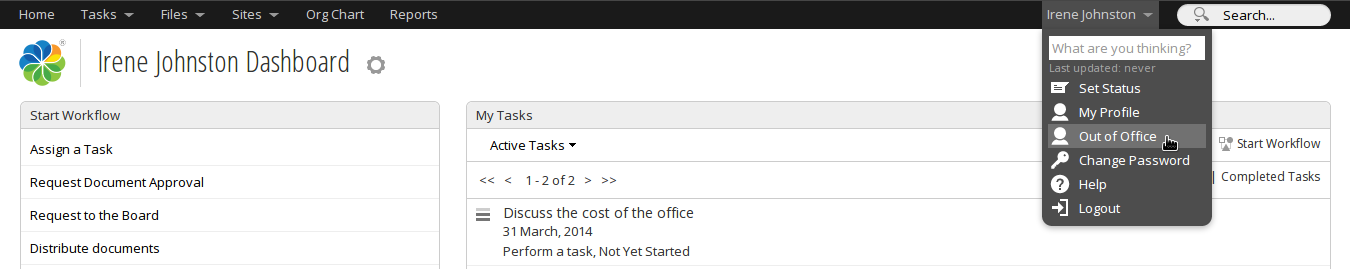 Home Tasks Files Sites Org Chart Reports Irene Johnston Search...
Irene Johnston Dashboard
®
What are you thinking?
Last updated: never
Set Status
My Profile
Out of Office
Change Password
Help
Logout
Start Workflow
Assign a Task
Request Document Approval
Request to the Board
Distribute documents
My Tasks
Active Tasks
Start Workflow
<< < 1 - 2 of 2 > >>
| Completed Tasks
Discuss the cost of the office
31 March, 2014
Perform a task, Not Yet Started